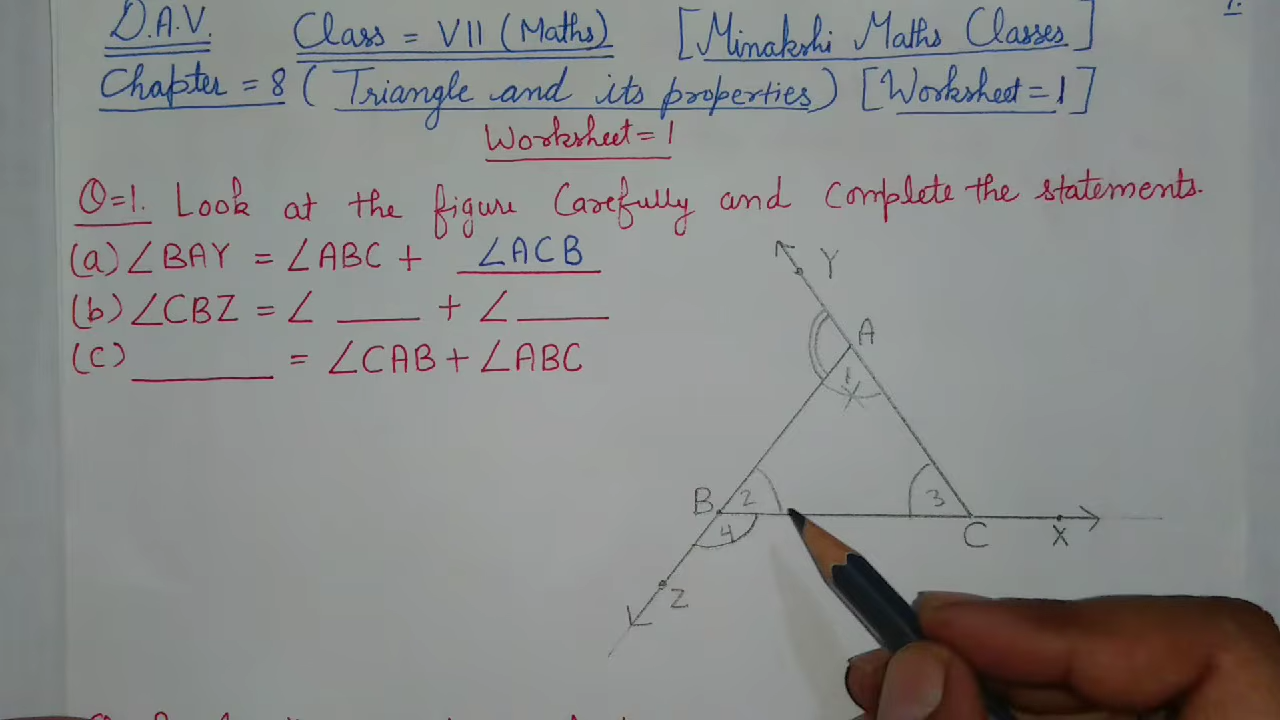 1.
D.A.V. Class = VII (Maths) [Minakshi Maths Classes]
Chapter = 8 (Triangle and its properties) [Worksheet = 1]
Worksheet = 1
Q=1. Look at the figure Carefully and Complete the statements.
(a) ∠BAY = ∠ABC + ∠ACB
(b) ∠CBZ = ∠ ____ + ∠ ____
(c) ____ = ∠CAB + ∠ABC
Y
A
1
B 2 3
4 C X
Z